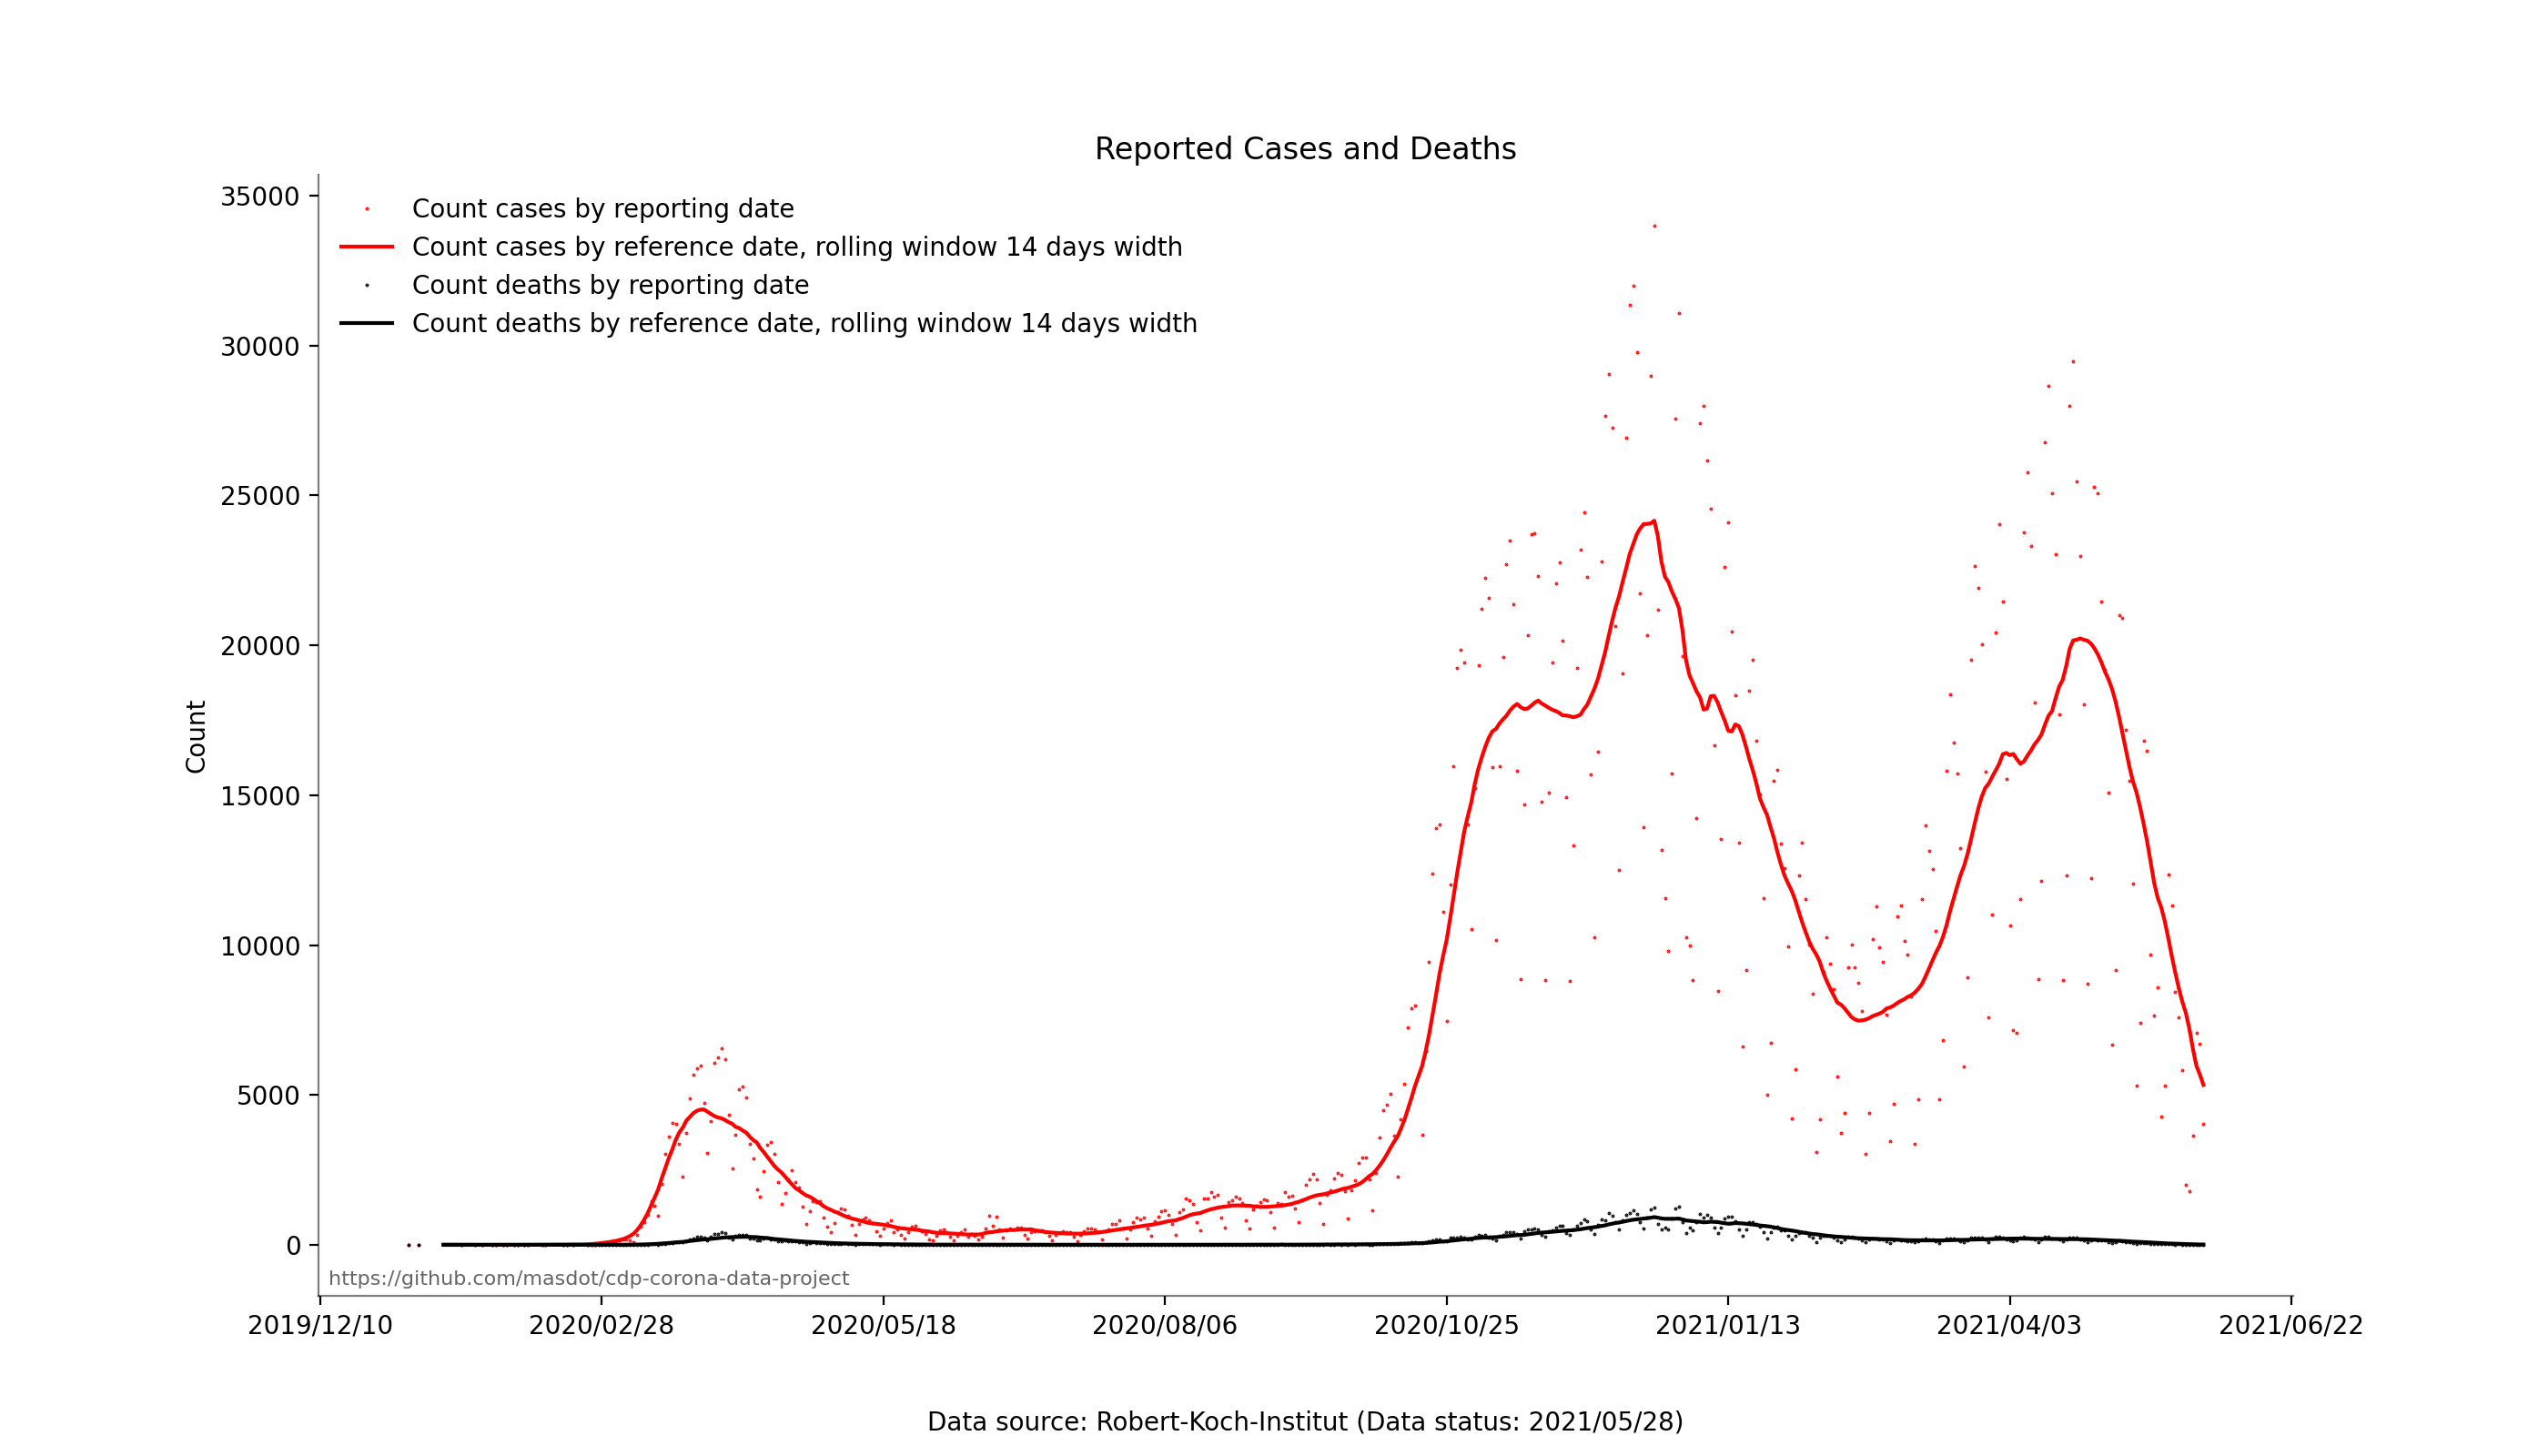 Reported Cases and Deaths
35000
30000
25000
20000
15000
10000
5000
0
Count
Count cases by reporting date
Count cases by reference date, rolling window 14 days width
Count deaths by reporting date
Count deaths by reference date, rolling window 14 days width
https://github.com/masdot/cdp-corona-data-project
2019/12/10 2020/02/28 2020/05/18 2020/08/06 2020/10/25 2021/01/13 2021/04/03 2021/06/22
Data source: Robert-Koch-Institut (Data status: 2021/05/28)